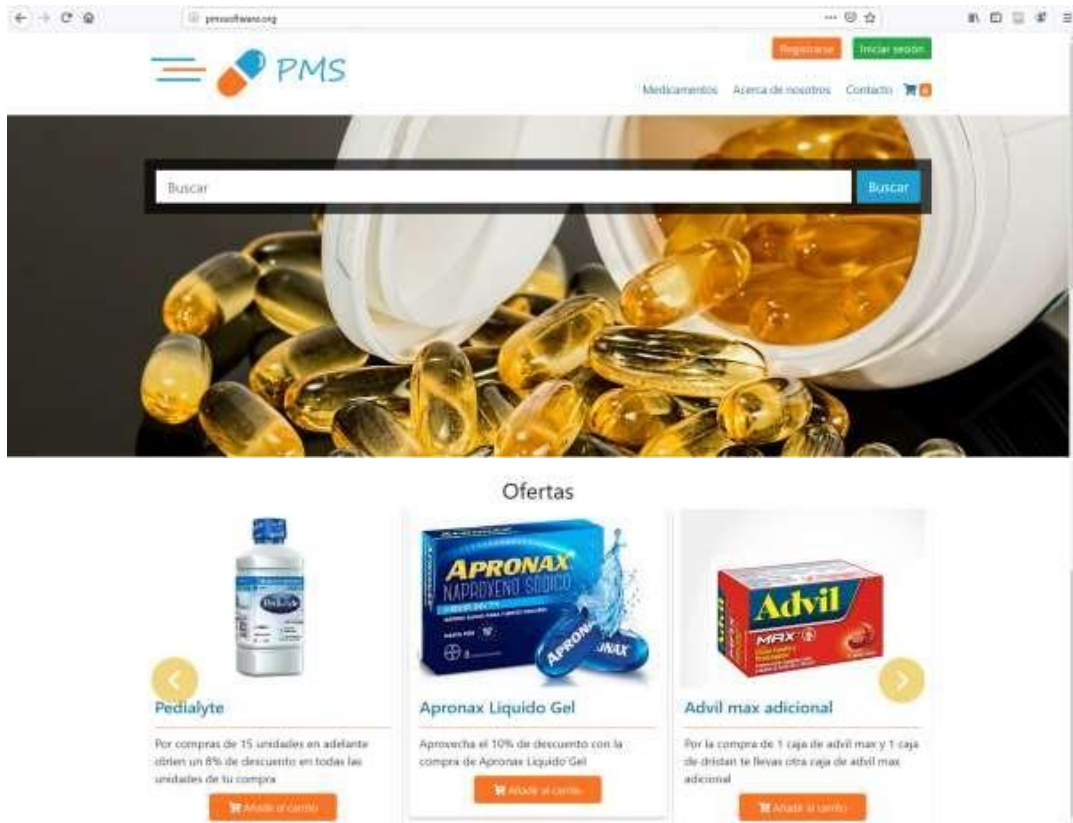 pmssoftware.org
PMS
Registrarse
Iniciar sesión
Medicamentos
Acerca de nosotros
Contacto
Buscar
Buscar
Ofertas
APRONAX
NAPROXENO SÓDICO
APRONAX
Advil
MAX
Pedialyte
Por compras de 15 unidades en adelante
obtien un 8% de descuento en todas las
unidades de tu compra
Añadir al carrito
Apronax Liquido Gel
Aprovecha el 10% de descuento con la
compra de Apronax Liquido Gel
Añadir al carrito
Advil max adicional
Por la compra de 1 caja de advil max y 1 caja
de dristan te llevas otra caja de advil max
adicional
Añadir al carrito